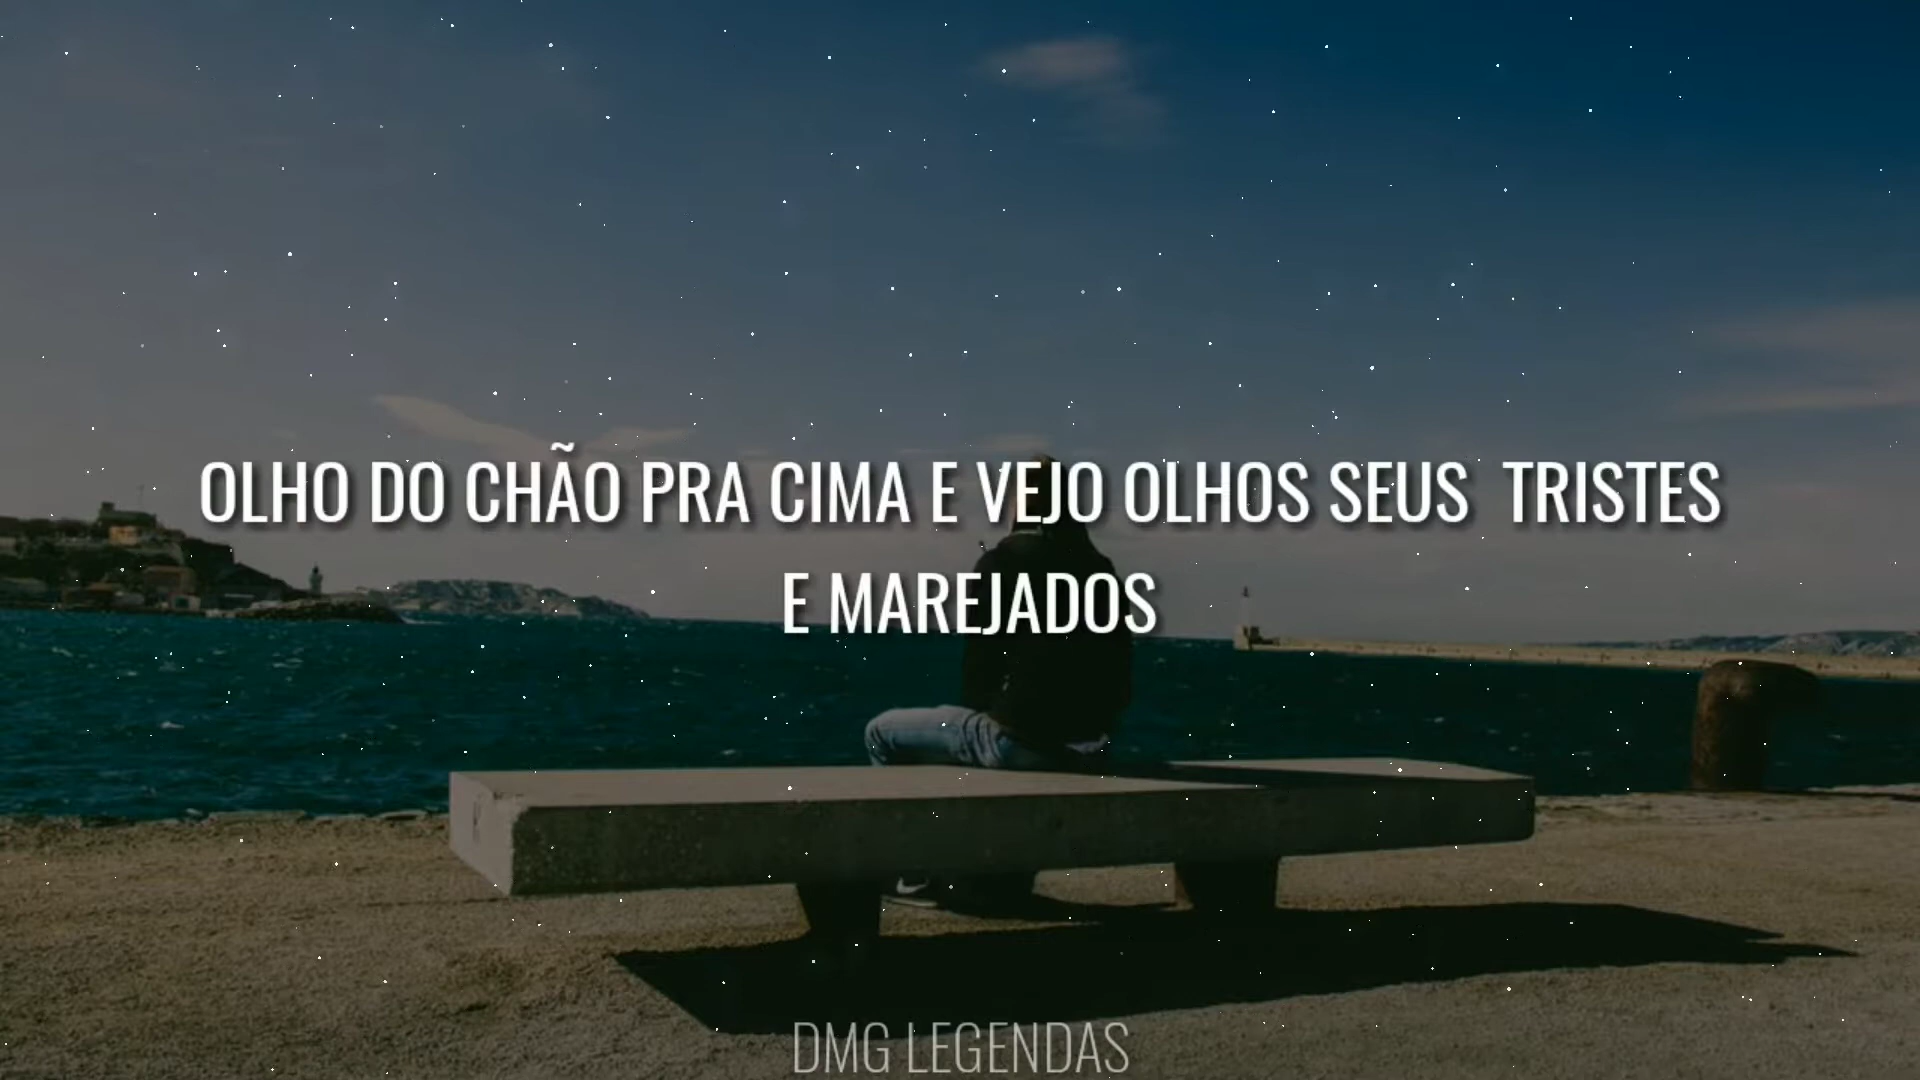 OLHO DO CHÃO PRA CIMA E VEJO OLHOS SEUS  TRISTES
E MAREJADOS
DMG LEGENDAS